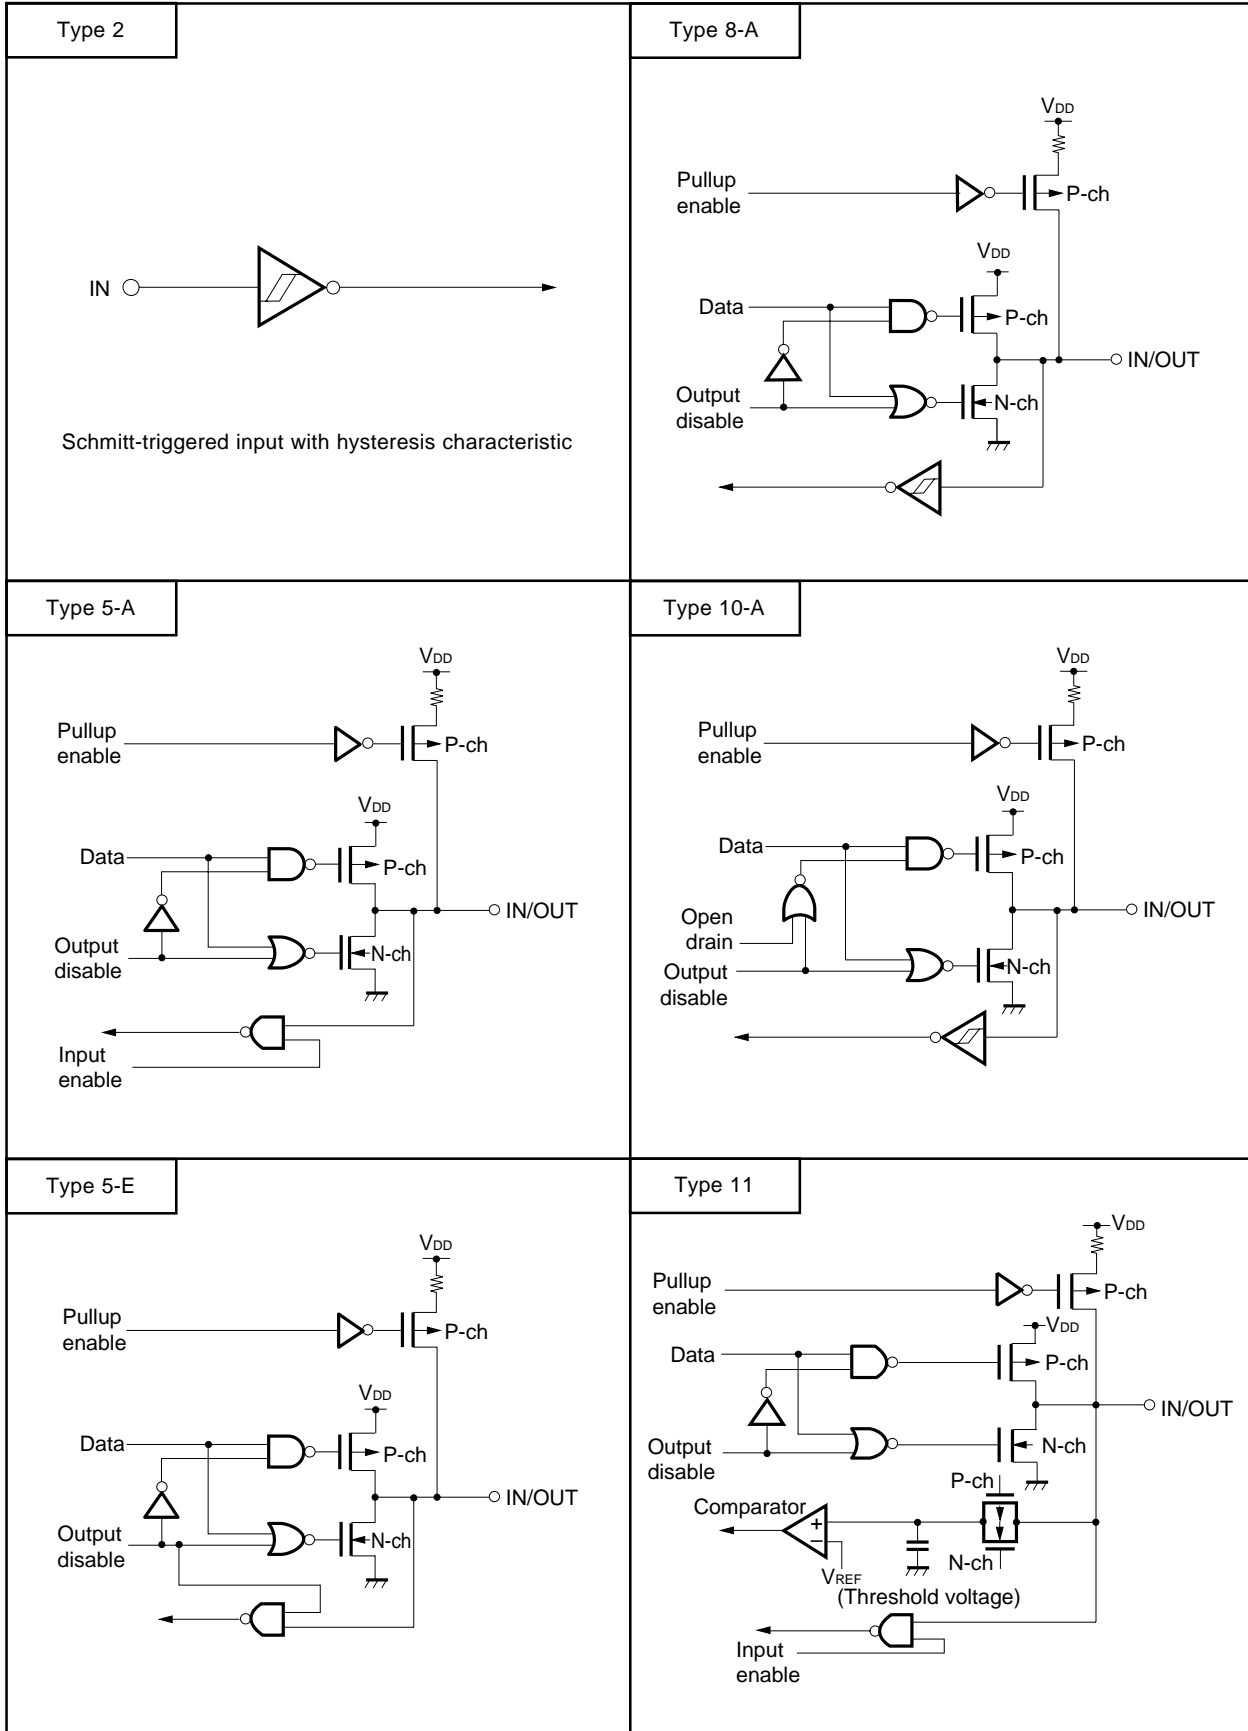 Type 2
IN
Schmitt-triggered input with hysteresis characteristic
Type 8-A
VDD
Pullup
enable
P-ch
VDD
Data
P-ch
IN/OUT
Output
disable
N-ch
Type 5-A
VDD
Pullup
enable
P-ch
VDD
Data
P-ch
IN/OUT
Output
disable
N-ch
Input
enable
Type 10-A
VDD
Pullup
enable
P-ch
VDD
Data
P-ch
Open
drain
IN/OUT
Output
disable
N-ch
Type 5-E
VDD
Pullup
enable
P-ch
VDD
Data
P-ch
IN/OUT
Output
disable
N-ch
Type 11
VDD
Pullup
enable
P-ch
VDD
Data
P-ch
IN/OUT
Output
disable
N-ch
P-ch
Comparator
+
−
N-ch
VREF
(Threshold voltage)
Input
enable